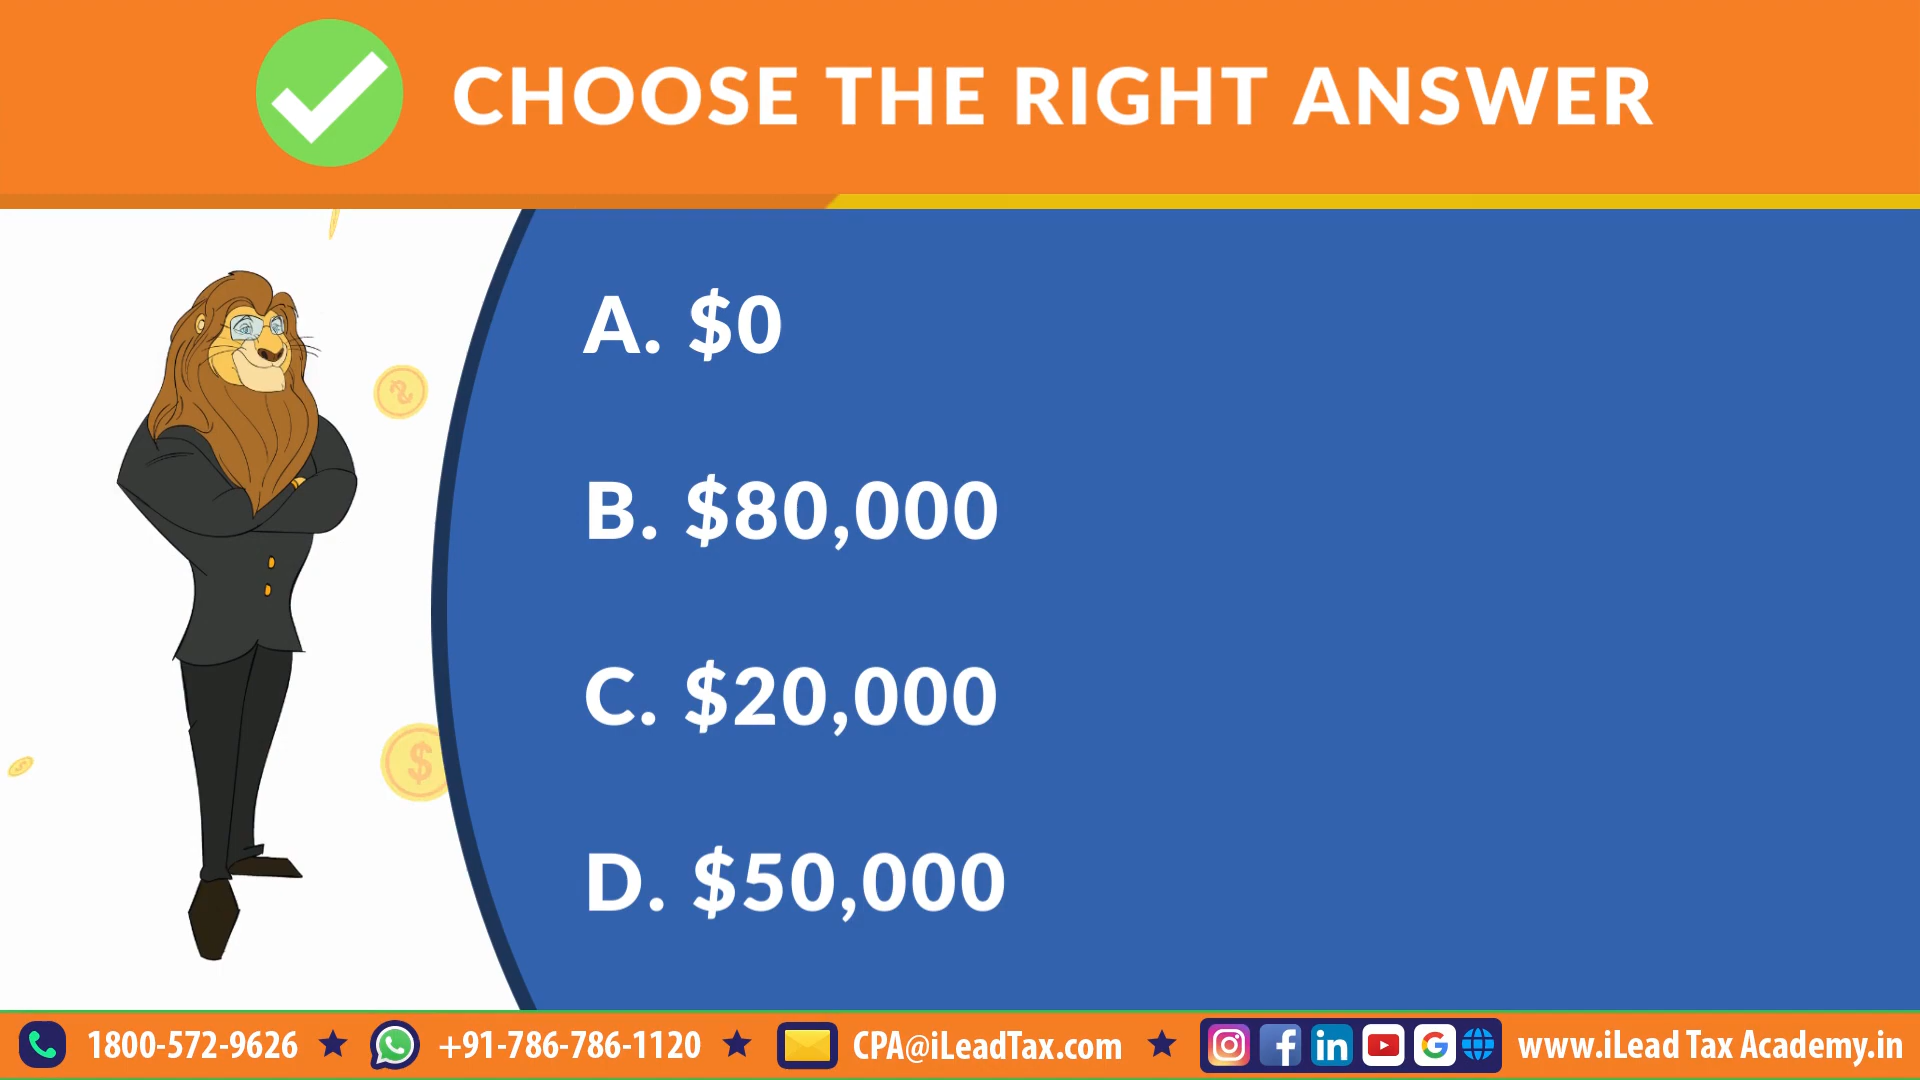 CHOOSE THE RIGHT ANSWER
A. $0
B. $80,000
C. $20,000
D. $50,000
1800-572-9626 ★ +91-786-786-1120 ★ CPA@iLeadTax.com ★ www.iLead Tax Academy.in